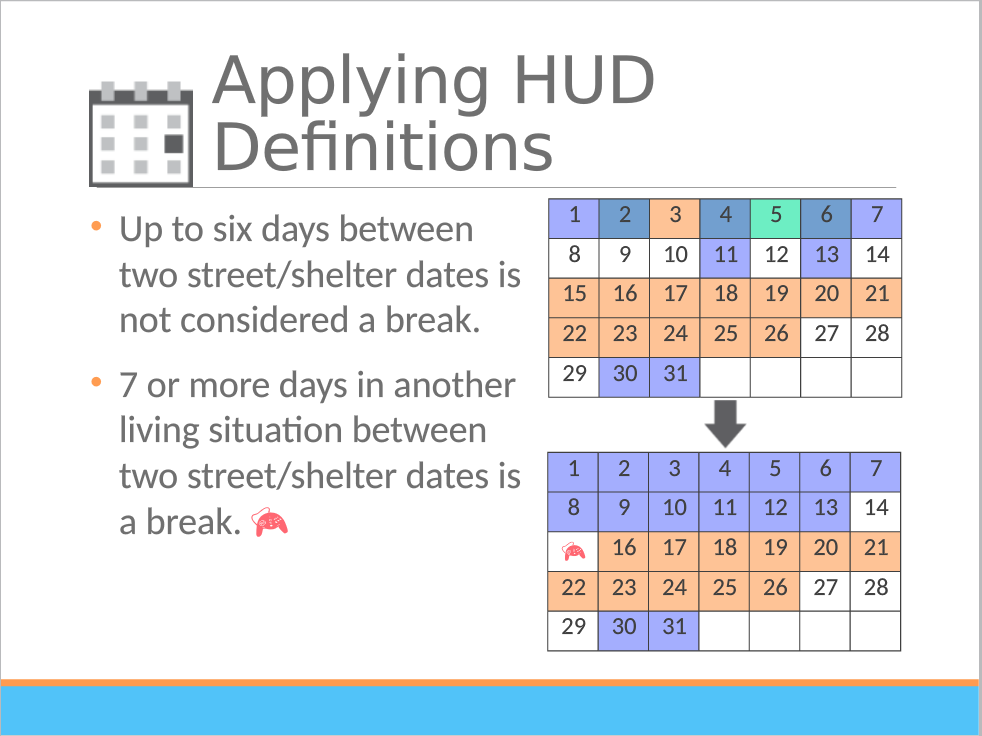 Applying HUD
Definitions
• Up to six days between
two street/shelter dates is
not considered a break.
• 7 or more days in another
living situation between
two street/shelter dates is
a break.
1 2 3 4 5 6 7
8 9 10 11 12 13 14
15 16 17 18 19 20 21
22 23 24 25 26 27 28
29 30 31
1 2 3 4 5 6 7
8 9 10 11 12 13 14
16 17 18 19 20 21
22 23 24 25 26 27 28
29 30 31